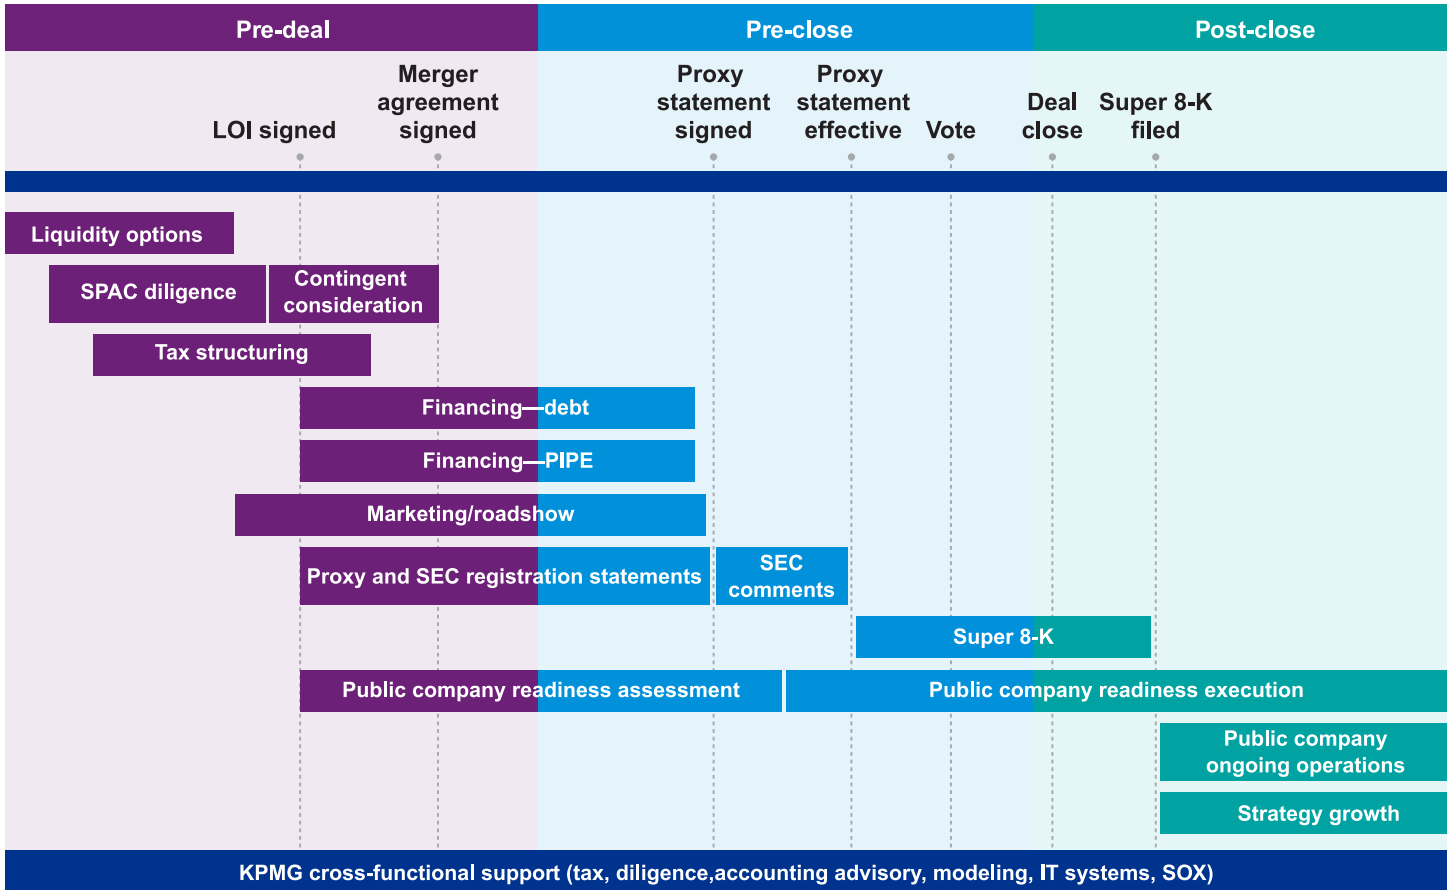 Pre-deal
Pre-close
Post-close
LOI signed
Merger
agreement
signed
Proxy
statement
signed
Proxy
statement
effective
Vote
Deal
close
Super 8-K
filed
Liquidity options
SPAC diligence
Contingent
consideration
Tax structuring
Financing—debt
Financing—PIPE
Marketing/roadshow
Proxy and SEC registration statements
SEC
comments
Super 8-K
Public company readiness assessment
Public company readiness execution
Public company
ongoing operations
Strategy growth
KPMG cross-functional support (tax, diligence,accounting advisory, modeling, IT systems, SOX)